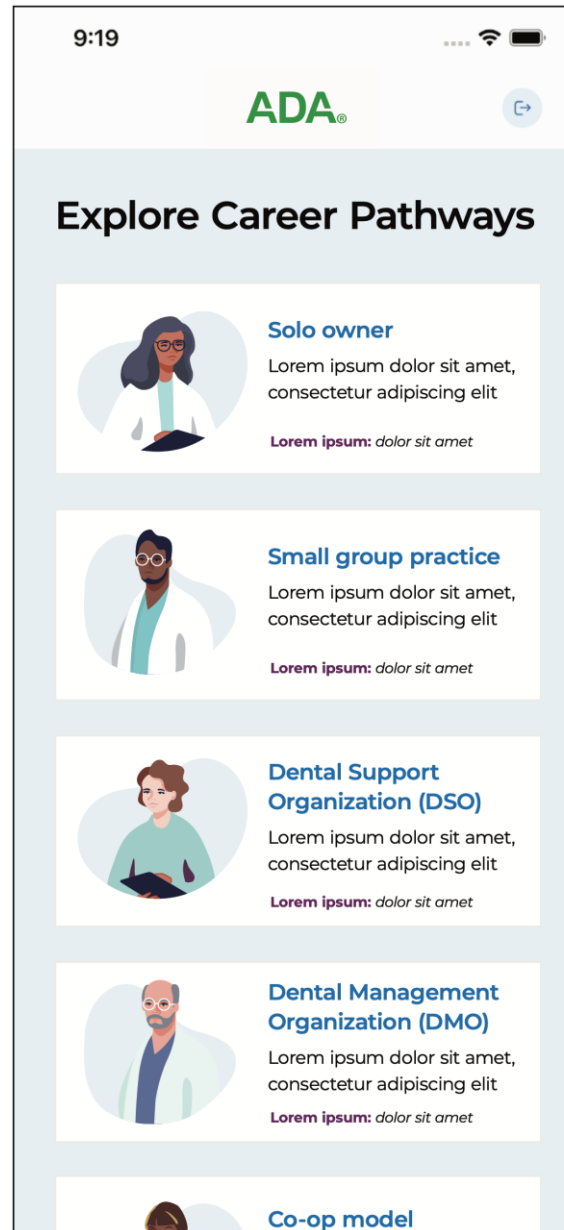 9:19
ADA®
Explore Career Pathways
Solo owner
Lorem ipsum dolor sit amet,
consectetur adipiscing elit
Lorem ipsum: dolor sit amet
Small group practice
Lorem ipsum dolor sit amet,
consectetur adipiscing elit
Lorem ipsum: dolor sit amet
Dental Support
Organization (DSO)
Lorem ipsum dolor sit amet,
consectetur adipiscing elit
Lorem ipsum: dolor sit amet
Dental Management
Organization (DMO)
Lorem ipsum dolor sit amet,
consectetur adipiscing elit
Lorem ipsum: dolor sit amet
Co-op model